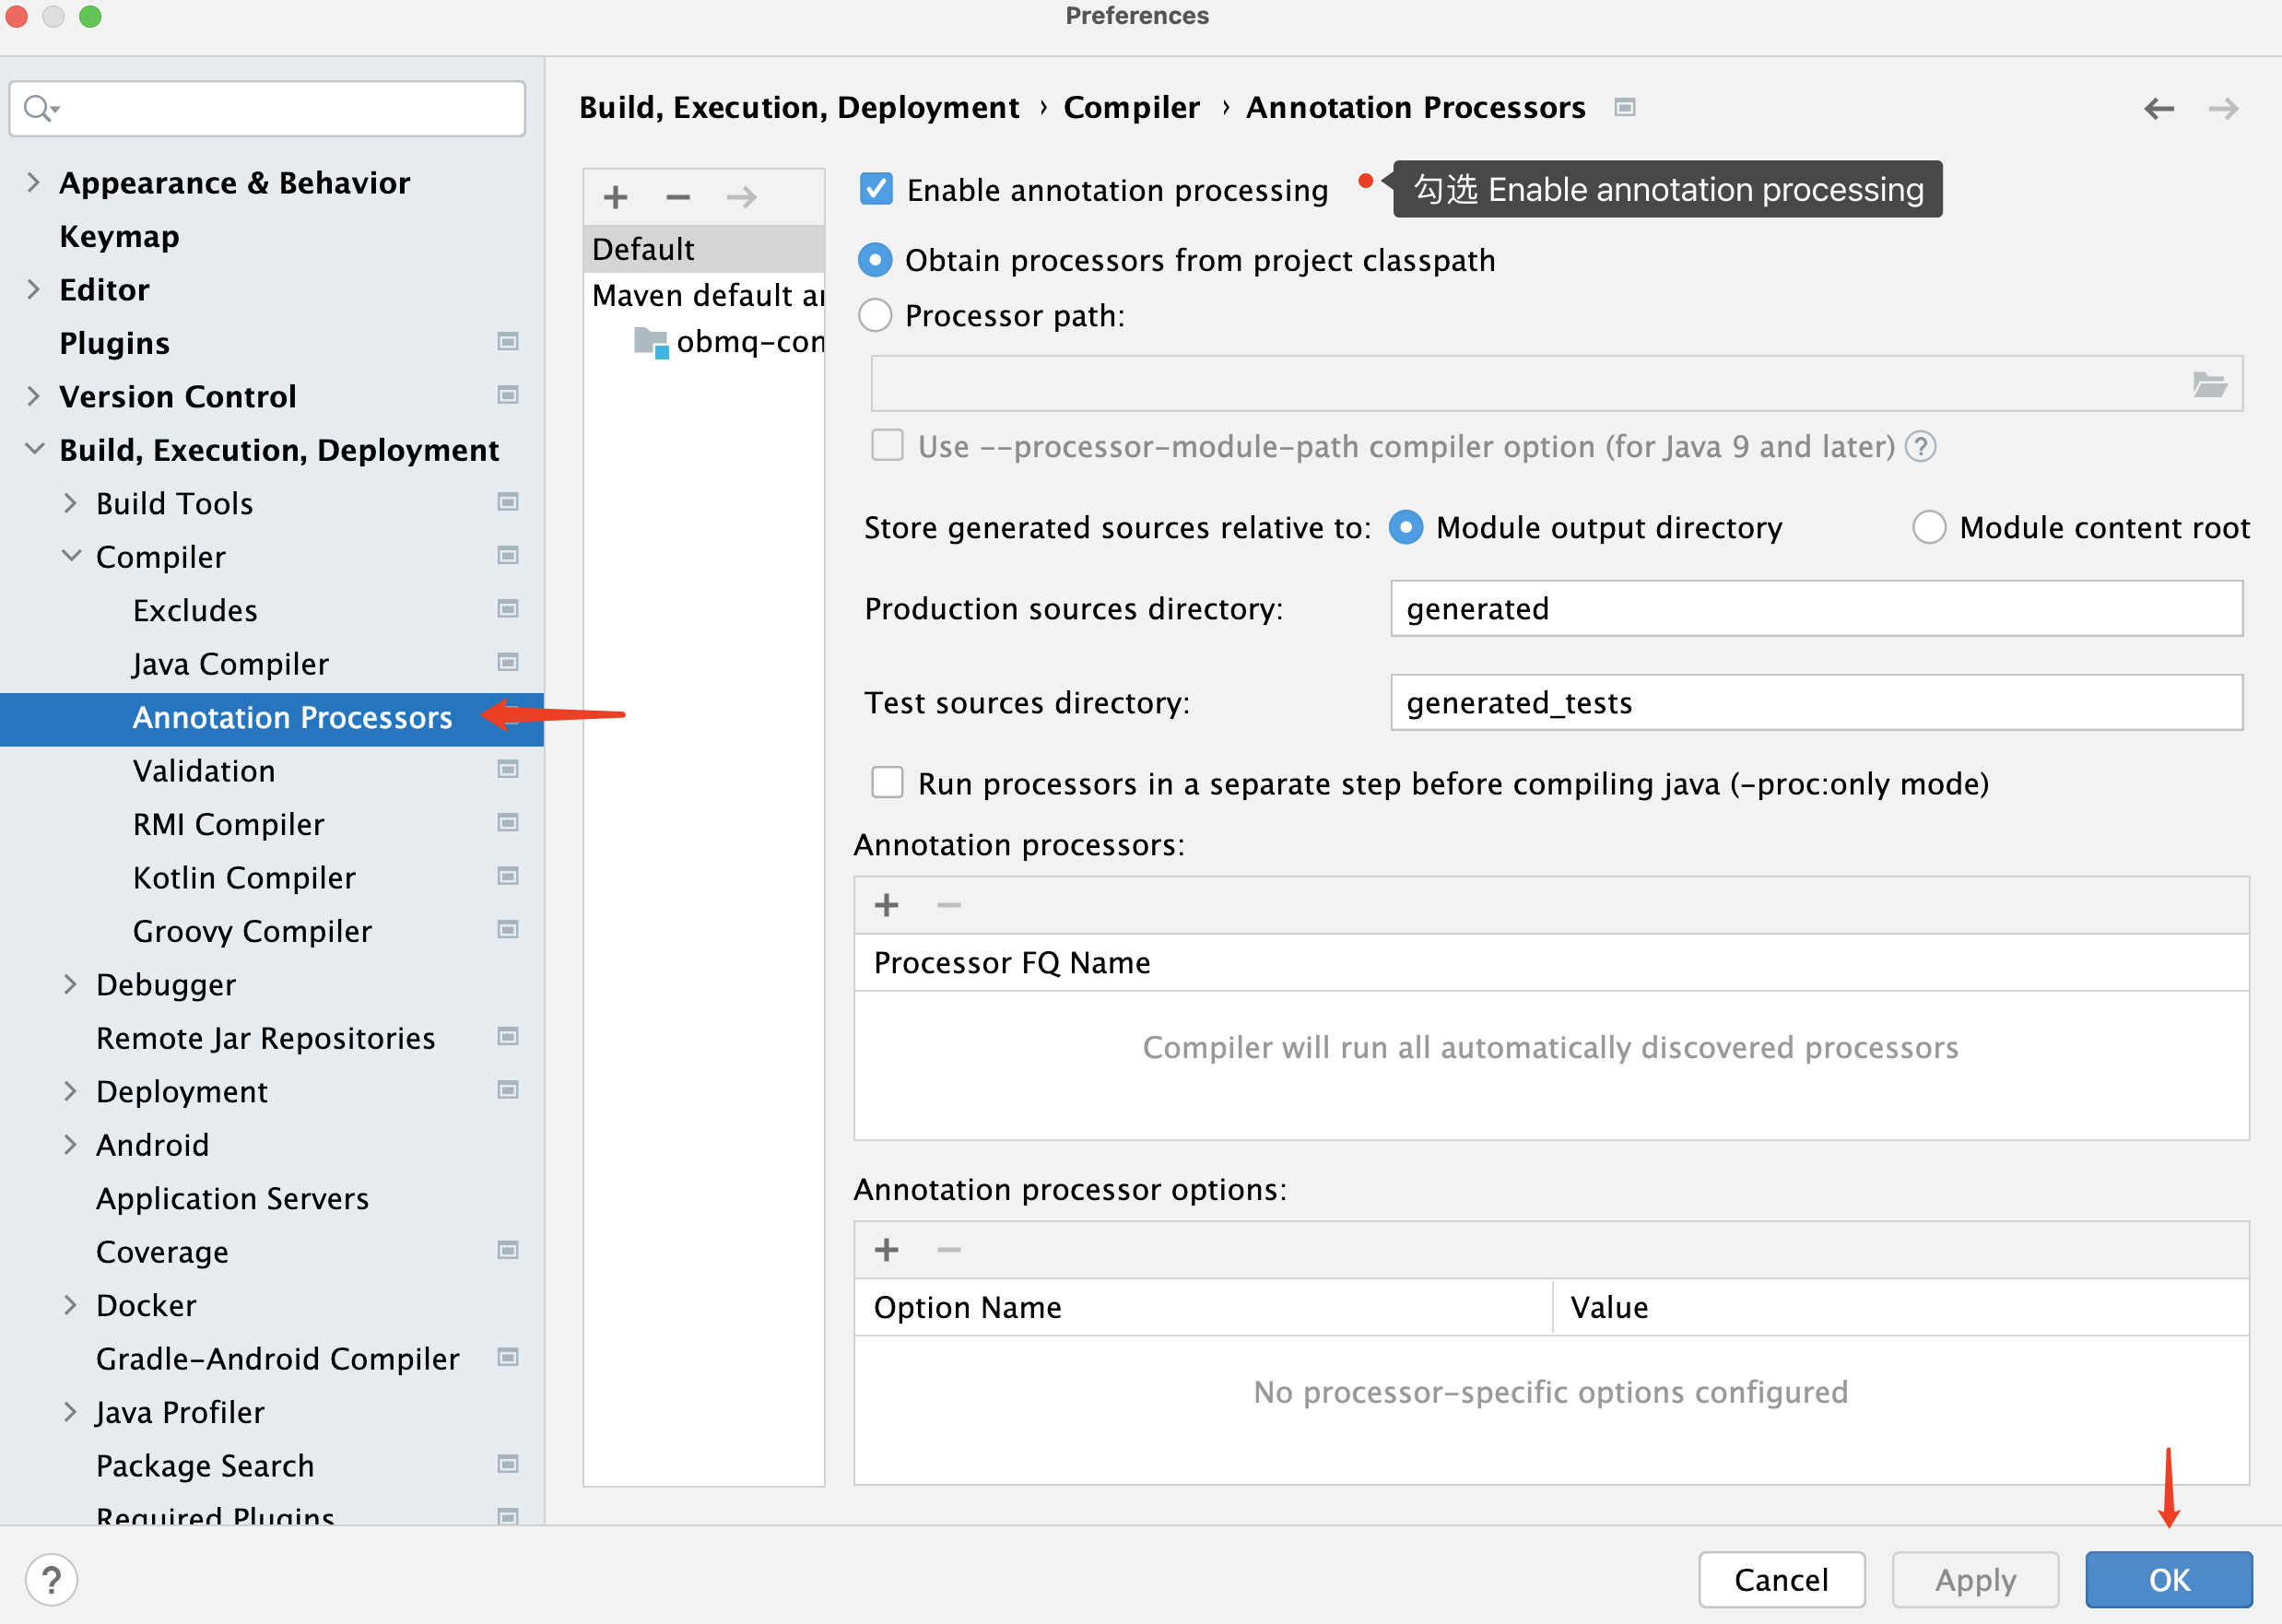 Preferences
Appearance & Behavior
Keymap
Editor
Plugins
Version Control
Build, Execution, Deployment
Build Tools
Compiler
Excludes
Java Compiler
Annotation Processors
Validation
RMI Compiler
Kotlin Compiler
Groovy Compiler
Debugger
Remote Jar Repositories
Deployment
Android
Application Servers
Coverage
Docker
Gradle-Android Compiler
Java Profiler
Package Search
Required Plugins
Build, Execution, Deployment › Compiler › Annotation Processors
Default
Maven default
obmq-con
Enable annotation processing
勾选 Enable annotation processing
Obtain processors from project classpath
Processor path:
Use --processor-module-path compiler option (for Java 9 and later) ?
Store generated sources relative to: Module output directory Module content root
Production sources directory: generated
Test sources directory: generated_tests
Run processors in a separate step before compiling java (-proc:only mode)
Annotation processors:
Processor FQ Name
Compiler will run all automatically discovered processors
Annotation processor options:
Option Name Value
No processor-specific options configured
? Cancel Apply OK